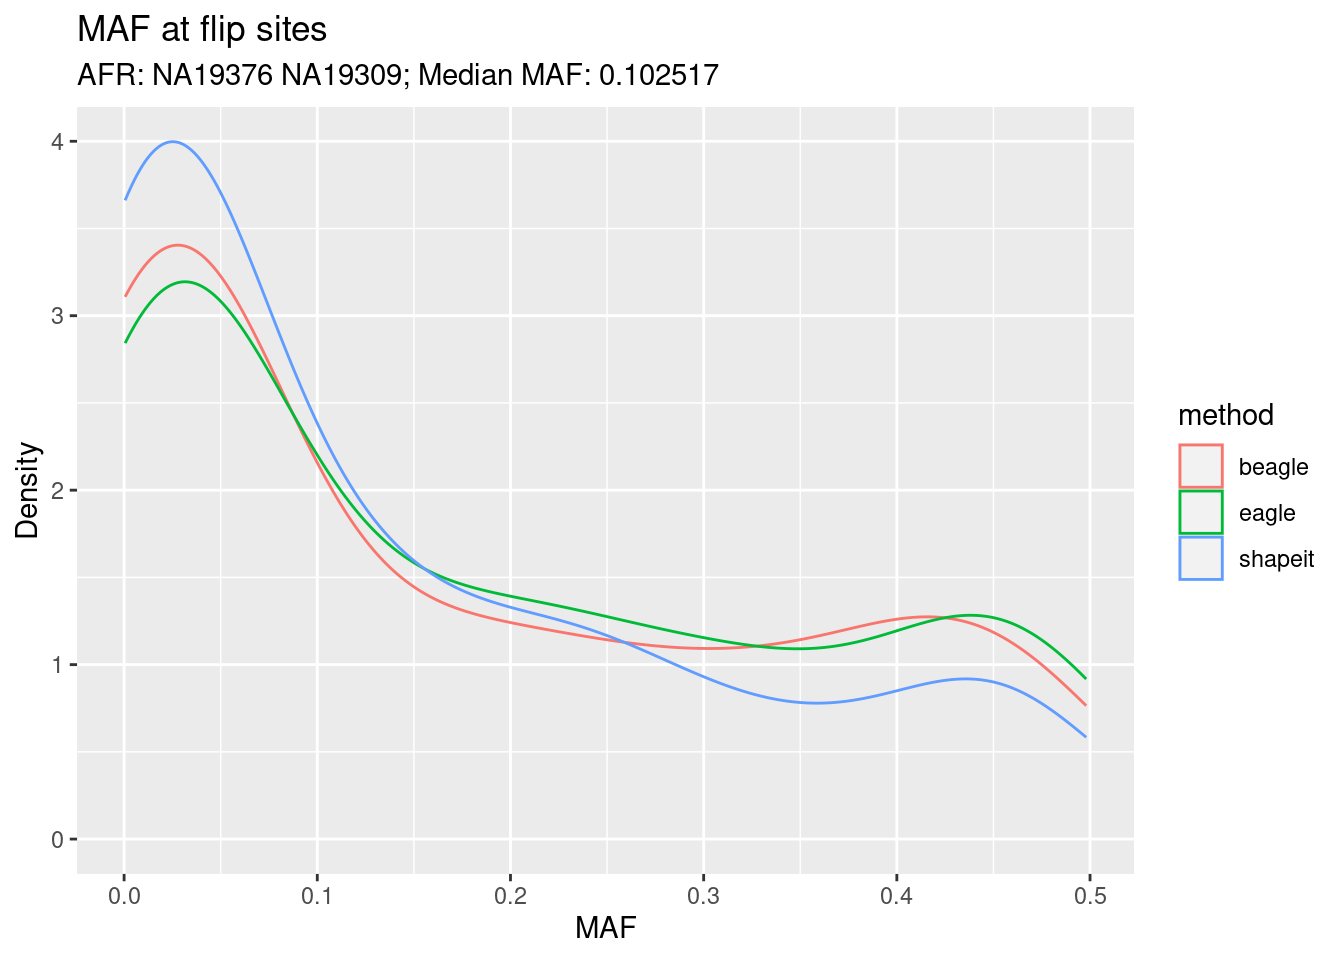 MAF at flip sites
AFR: NA19376 NA19309; Median MAF: 0.102517
4
3
2
1
0
Density
0.0 0.1 0.2 0.3 0.4 0.5
MAF
method
beagle
eagle
shapeit